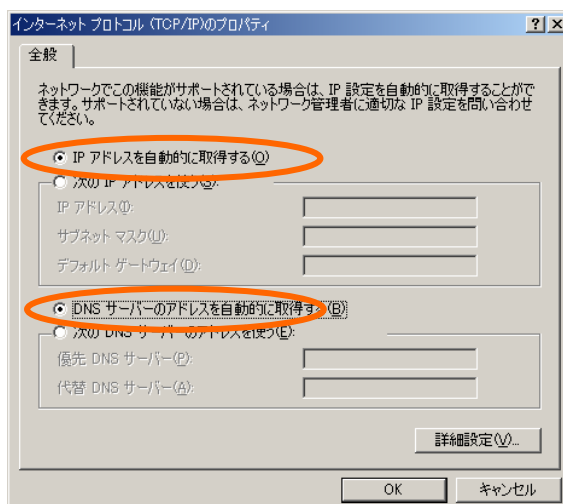 インターネット プロトコル (TCP/IP)のプロパティ
全般
ネットワークでこの機能がサポートされている場合は、IP 設定を自動的に取得することがで
きます。サポートされていない場合は、ネットワーク管理者に適切な IP 設定を問い合わせ
てください。
IP アドレスを自動的に取得する(O)
次の IP アドレスを使う(S):
IP アドレス(I):
サブネット マスク(U):
デフォルト ゲートウェイ(D):
DNS サーバーのアドレスを自動的に取得する(B)
次の DNS サーバーのアドレスを使う(E):
優先 DNS サーバー(P):
代替 DNS サーバー(A):
詳細設定(V)...
OK
キャンセル